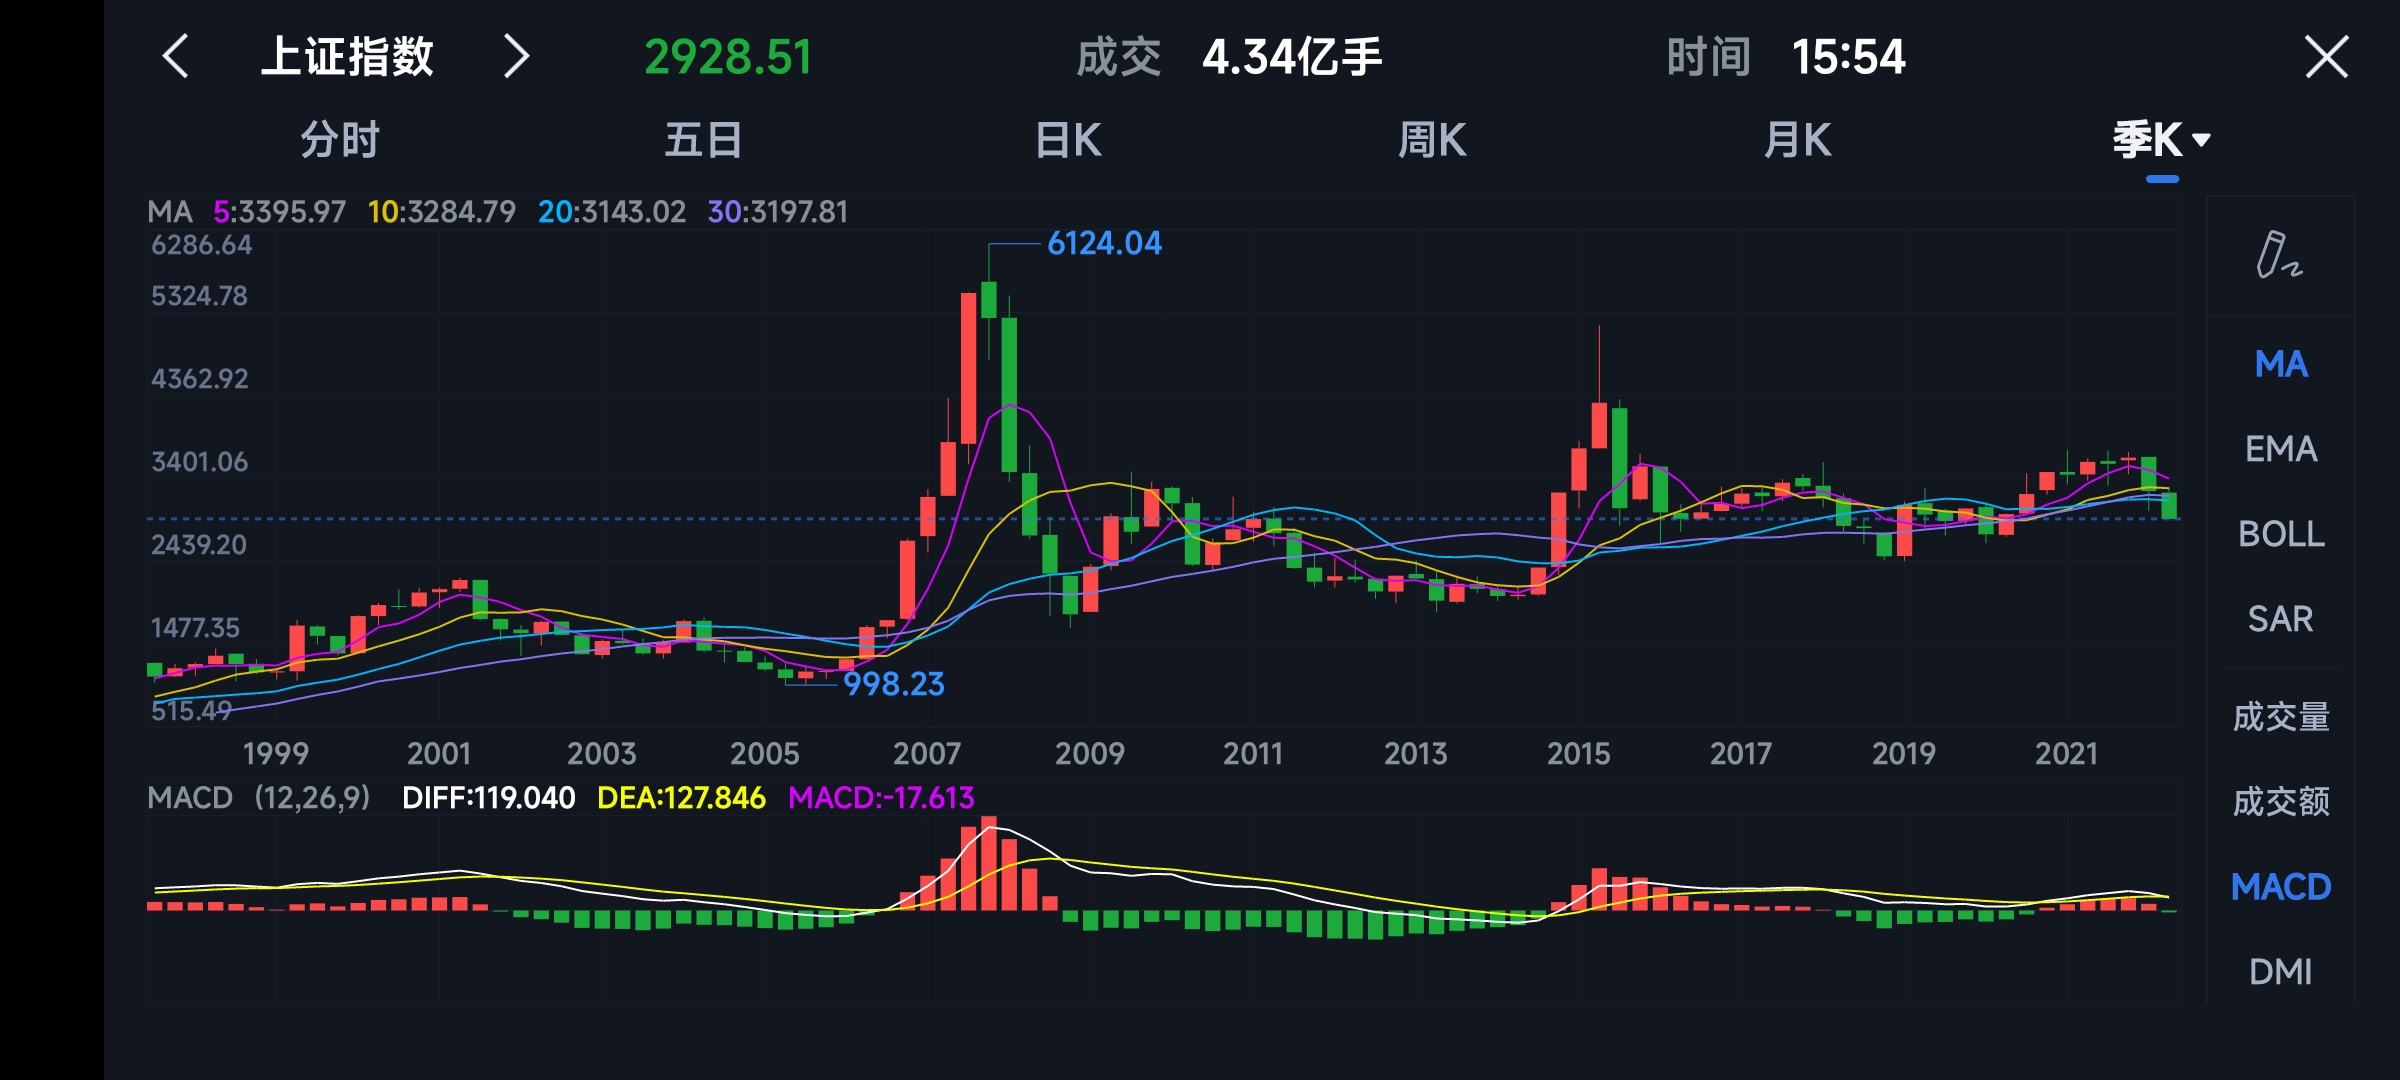 上证指数 2928.51 成交 4.34亿手 时间 15:54
分时 五日 日K 周K 月K 季K
MA 5:3395.97 10:3284.79 20:3143.02 30:3197.81
6286.64
6124.04
5324.78
4362.92
3401.06
2439.20
1477.35
998.23
515.49
1999 2001 2003 2005 2007 2009 2011 2013 2015 2017 2019 2021
MACD (12,26,9) DIFF:119.040 DEA:127.846 MACD:-17.613
MA
EMA
BOLL
SAR
成交量
成交额
MACD
DMI